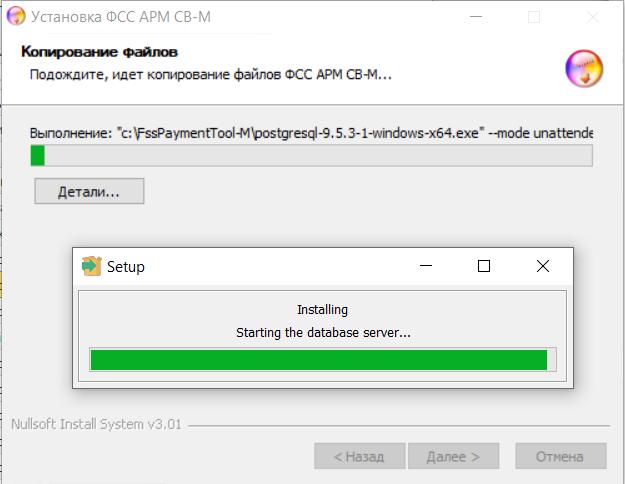 Установка ФСС АРМ СВ-М
Копирование файлов
Подождите, идет копирование файлов ФСС АРМ СВ-М...
Выполнение: "c:\FssPaymentTool-M\postgresql-9.5.3-1-windows-x64.exe" --mode unattende
Детали...
Setup
Installing
Starting the database server...
Nullsoft Install System v3.01
< Назад
Далее >
Отмена